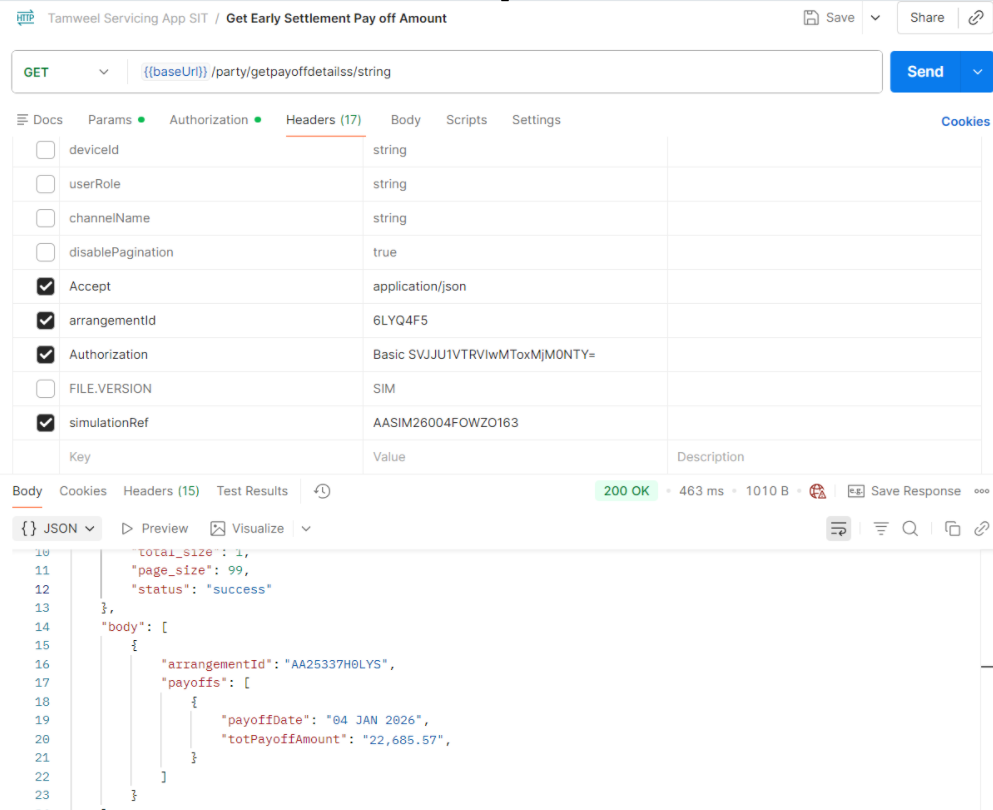 HTTP Tamweel Servicing App SIT / Get Early Settlement Pay off Amount Save Share
GET {{baseUrl}} /party/getpayoffdetailss/string Send
Docs Params Authorization Headers (17) Body Scripts Settings Cookies
deviceId string
userRole string
channelName string
disablePagination true
Accept application/json
arrangementId 6LYQ4F5
Authorization Basic SVJJU1VTRVIwMToxMjM0NTY=
FILE.VERSION SIM
simulationRef AASIM26004FOWZO163
Key Value Description
Body Cookies Headers (15) Test Results 200 OK • 463 ms • 1010 B e.g. Save Response
{} JSON Preview Visualize
10 "total_size": 1,
11 "page_size": 99,
12 "status": "success"
13 },
14 "body": [
15 {
16 "arrangementId": "AA25337H0LYS",
17 "payoffs": [
18 {
19 "payoffDate": "04 JAN 2026",
20 "totPayoffAmount": "22,685.57",
21 }
22 ]
23 }